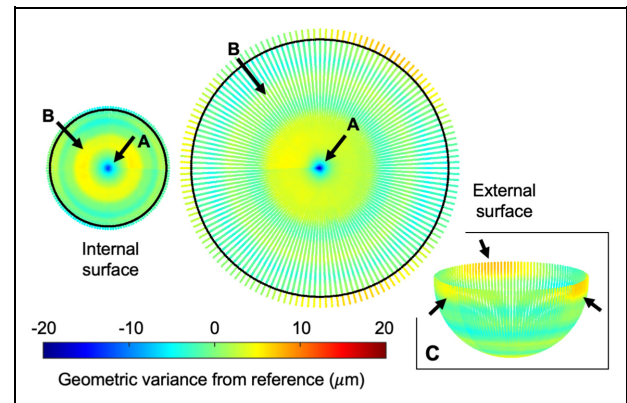 B
A
Internal
surface
B
A
External
surface
C
-20 -10 0 10 20
Geometric variance from reference (μm)